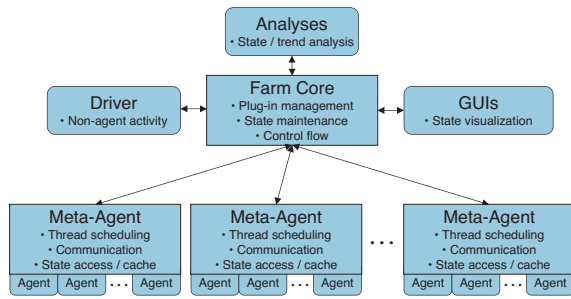 Analyses
• State / trend analysis
Driver
• Non-agent activity
Farm Core
• Plug-in management
• State maintenance
• Control flow
GUIs
• State visualization
Meta-Agent
• Thread scheduling
• Communication
• State access / cache
Agent Agent ••• Agent
Meta-Agent
• Thread scheduling
• Communication
• State access / cache
Agent Agent ••• Agent
•••
Meta-Agent
• Thread scheduling
• Communication
• State access / cache
Agent Agent ••• Agent